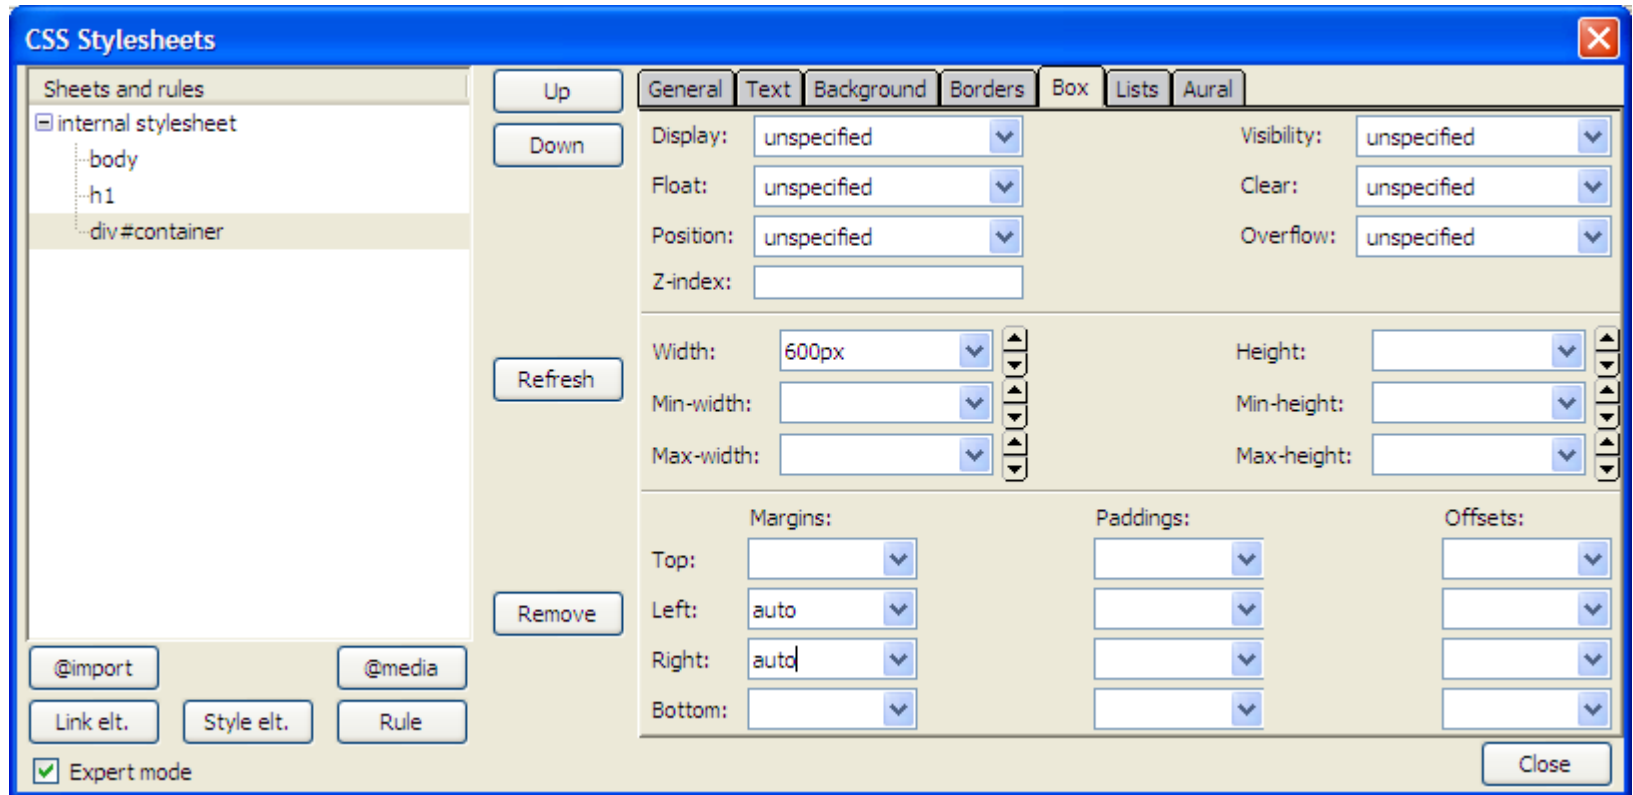 CSS Stylesheets
Sheets and rules
internal stylesheet
body
h1
div#container
Up
Down
Refresh
Remove
@import
@media
Link elt.
Style elt.
Rule
Expert mode
General Text Background Borders Box Lists Aural
Display: unspecified Visibility: unspecified
Float: unspecified Clear: unspecified
Position: unspecified Overflow: unspecified
Z-index:
Width: 600px Height:
Min-width: Min-height:
Max-width: Max-height:
Margins: Paddings: Offsets:
Top:
Left: auto
Right: auto
Bottom:
Close